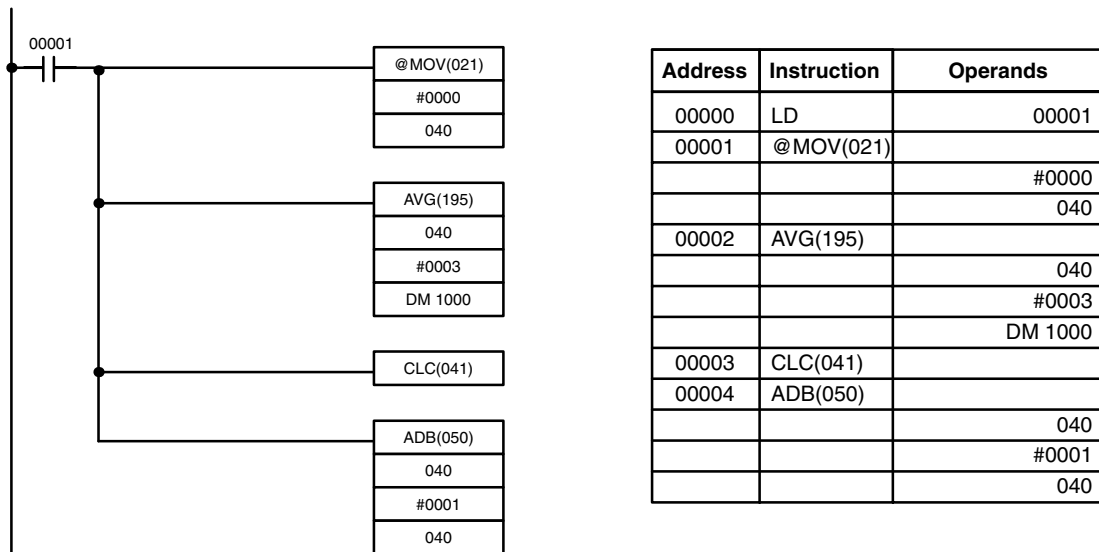 00001
@MOV(021)
#0000
040
AVG(195)
040
#0003
DM 1000
CLC(041)
ADB(050)
040
#0001
040
Address Instruction Operands
00000 LD 00001
00001 @MOV(021)
#0000
040
00002 AVG(195)
040
#0003
DM 1000
00003 CLC(041)
00004 ADB(050)
040
#0001
040